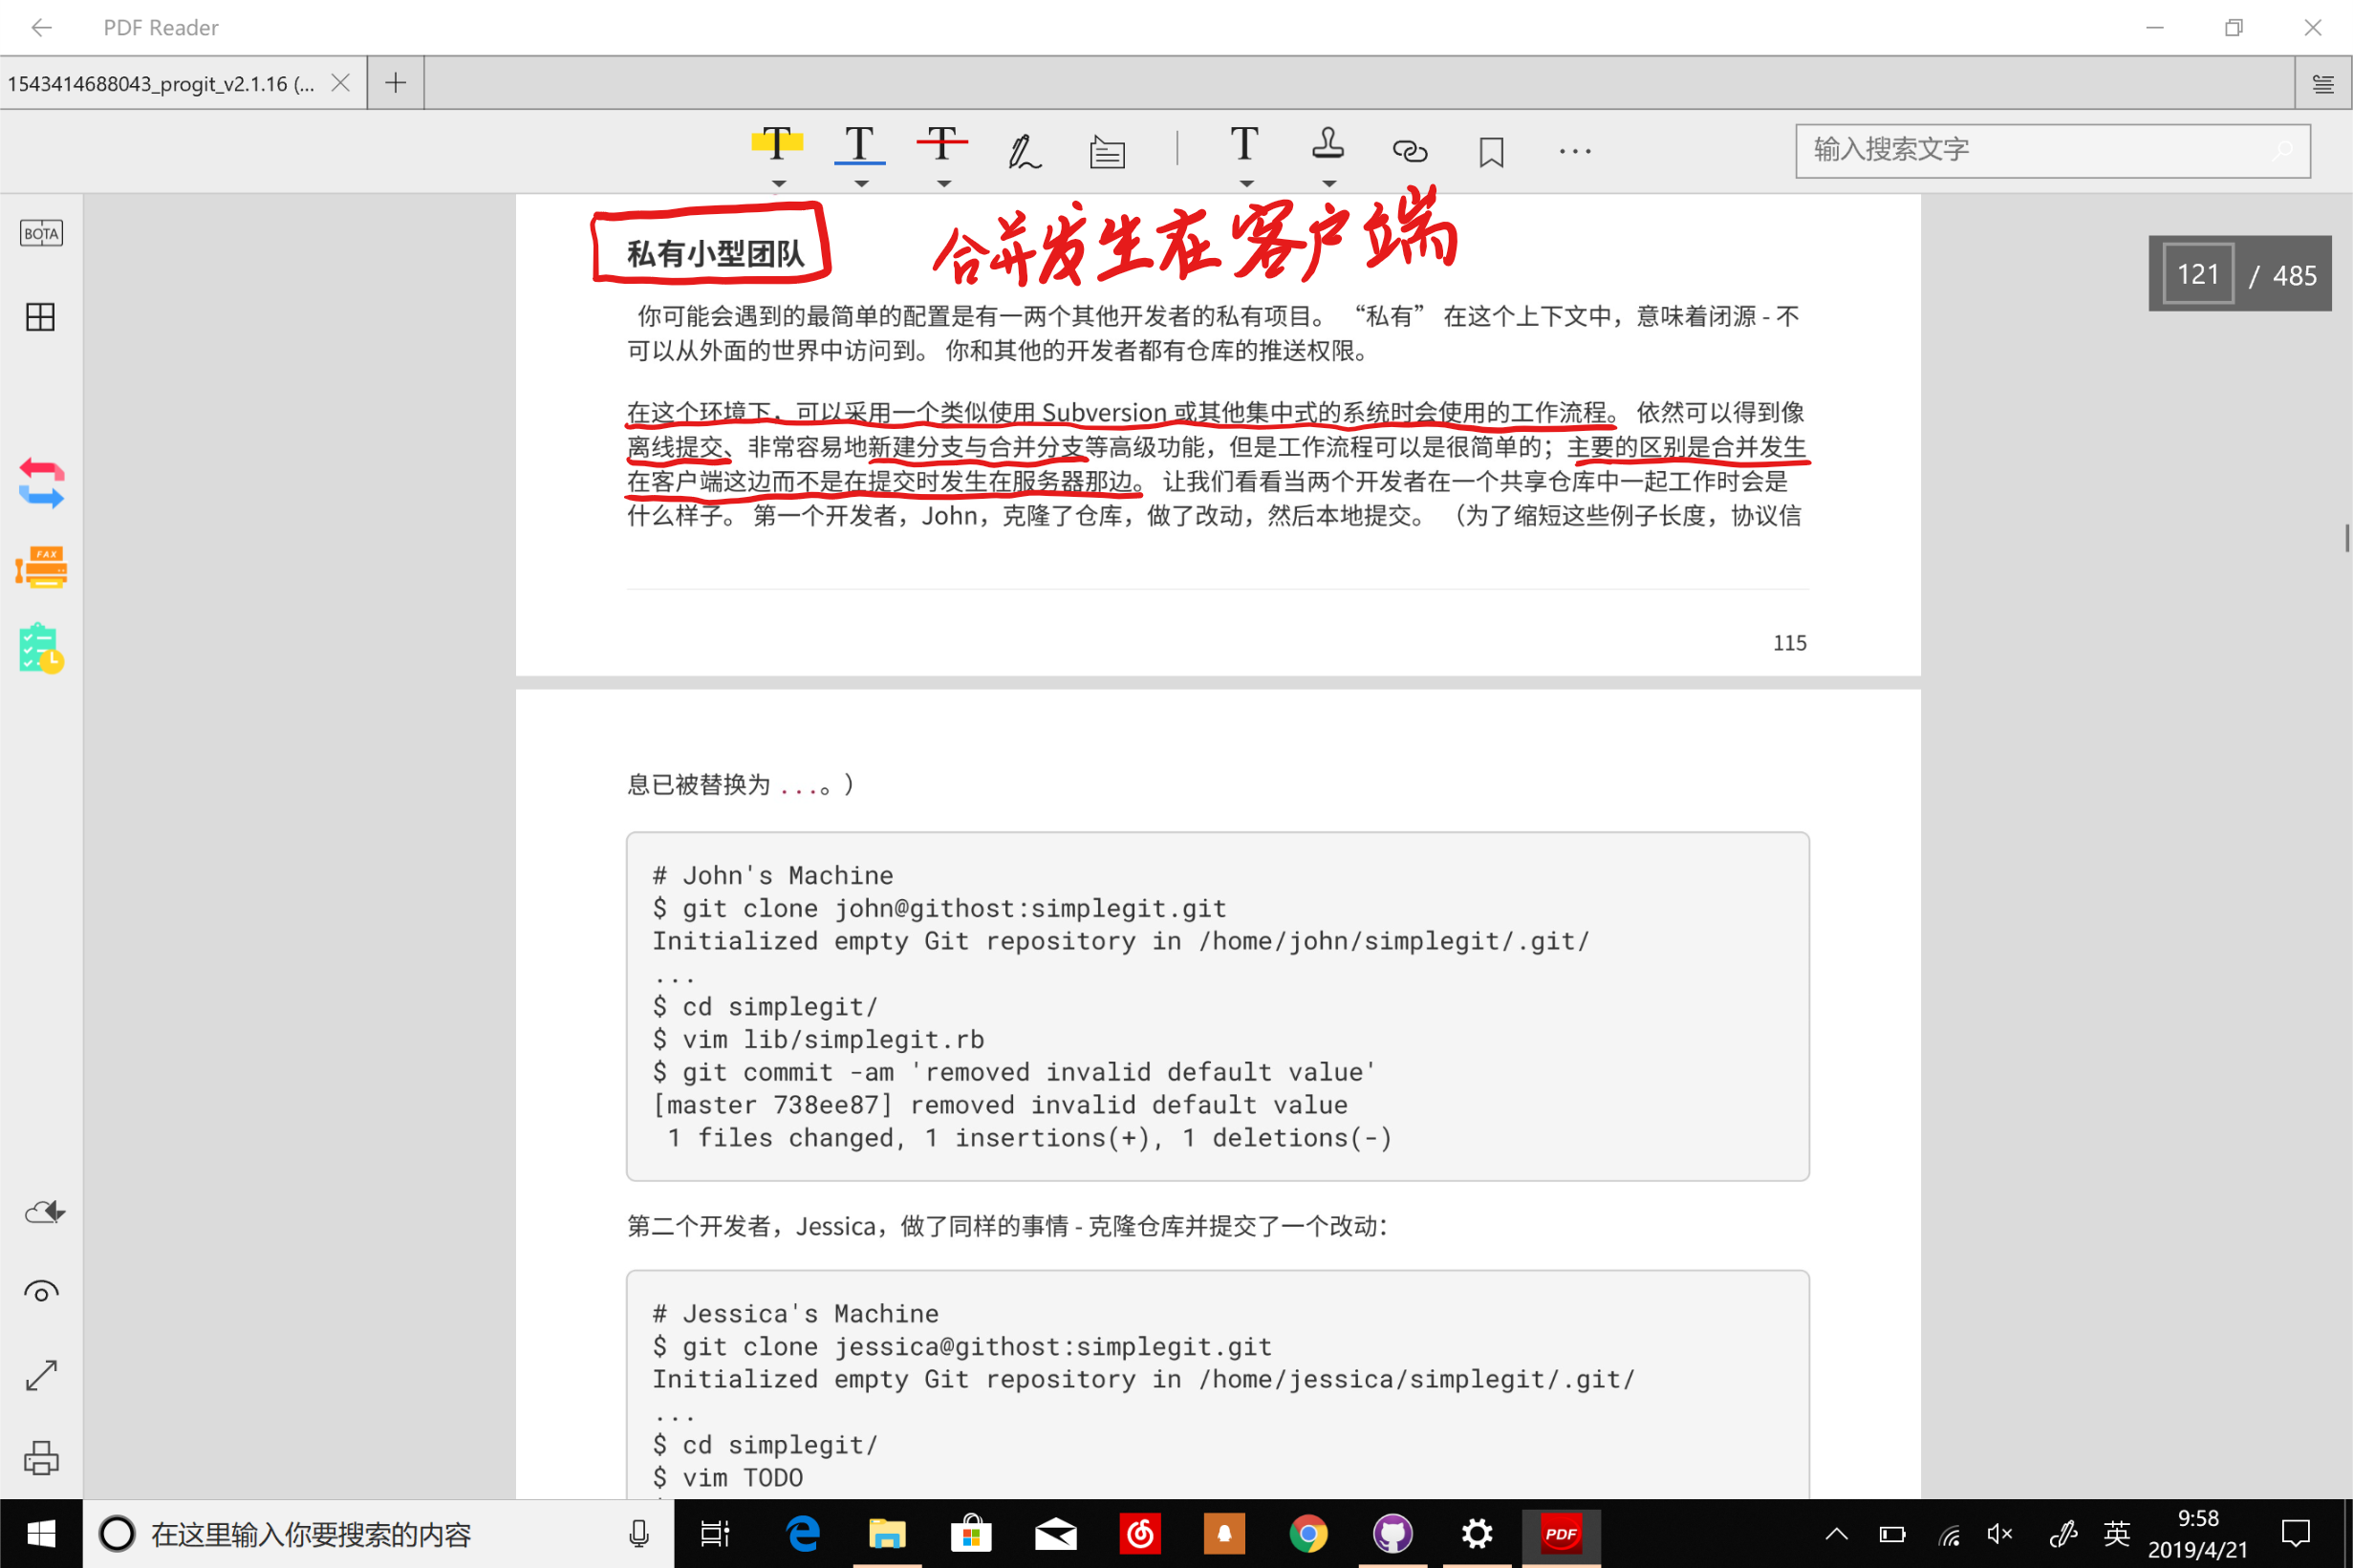 PDF Reader
1543414688043_progit_v2.1.16 (...
输入搜索文字
BOTA
私有小型团队
合并发生在客户端
121 / 485
你可能会遇到的最简单的配置是有一两个其他开发者的私有项目。 “私有” 在这个上下文中，意味着闭源 - 不
可以从外面的世界中访问到。 你和其他的开发者都有仓库的推送权限。
在这个环境下，可以采用一个类似使用 Subversion 或其他集中式的系统时会使用的工作流程。 依然可以得到像
离线提交、非常容易地新建分支与合并分支等高级功能，但是工作流程可以是很简单的；主要的区别是合并发生
在客户端这边而不是在提交时发生在服务器那边。 让我们看看当两个开发者在一个共享仓库中一起工作时会是
什么样子。 第一个开发者，John，克隆了仓库，做了改动，然后本地提交。 （为了缩短这些例子长度，协议信
FAX
115
息已被替换为 ...。）
# John's Machine
$ git clone john@githost:simplegit.git
Initialized empty Git repository in /home/john/simplegit/.git/
...
$ cd simplegit/
$ vim lib/simplegit.rb
$ git commit -am 'removed invalid default value'
[master 738ee87] removed invalid default value
 1 files changed, 1 insertions(+), 1 deletions(-)
第二个开发者，Jessica，做了同样的事情 - 克隆仓库并提交了一个改动：
# Jessica's Machine
$ git clone jessica@githost:simplegit.git
Initialized empty Git repository in /home/jessica/simplegit/.git/
...
$ cd simplegit/
$ vim TODO
在这里输入你要搜索的内容
PDF
英
9:58
2019/4/21